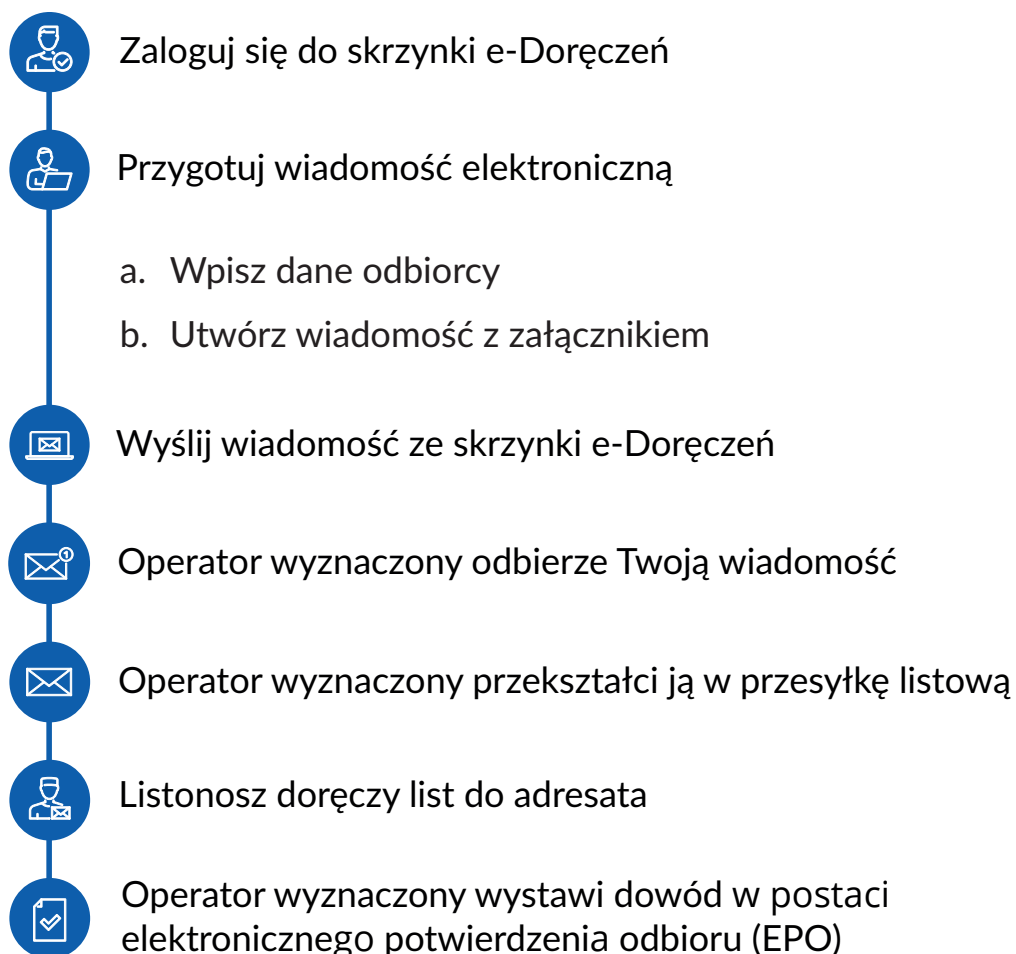 Zaloguj się do skrzynki e-Doręczeń
Przygotuj wiadomość elektroniczną
a. Wpisz dane odbiorcy
b. Utwórz wiadomość z załącznikiem
Wyślij wiadomość ze skrzynki e-Doręczeń
1
Operator wyznaczony odbierze Twoją wiadomość
Operator wyznaczony przekształci ją w przesyłkę listową
Listonosz doręczy list do adresata
Operator wyznaczony wystawi dowód w postaci
elektronicznego potwierdzenia odbioru (EPO)